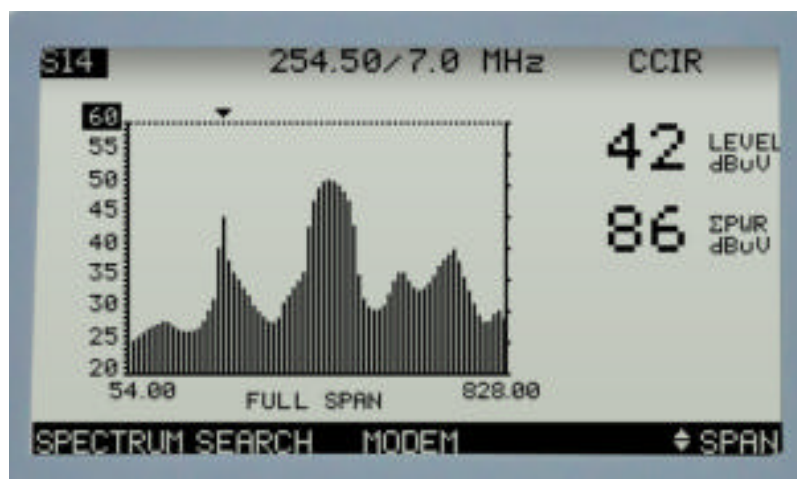 S14 254.50/7.0 MHz CCIR
60
55
50
45
40
35
30
25
20
42 LEVEL dBuV
86 ΣPWR dBuV
54.00 FULL SPAN 828.00
SPECTRUM SEARCH MODEM SPAN